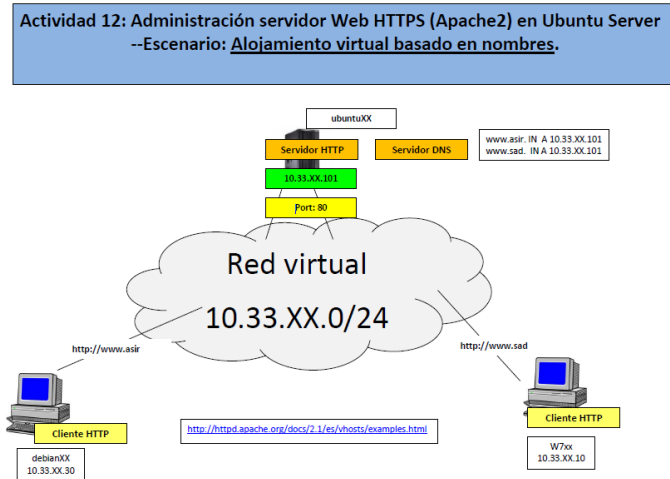 Actividad 12: Administración servidor Web HTTPS (Apache2) en Ubuntu Server
--Escenario: Alojamiento virtual basado en nombres.
ubuntuXX
Servidor HTTP
Servidor DNS
www.asir. IN A 10.33.XX.101
www.sad. IN A 10.33.XX.101
10.33.XX.101
Port: 80
Red virtual
10.33.XX.0/24
http://www.asir
http://www.sad
Cliente HTTP
debianXX
10.33.XX.30
http://httpd.apache.org/docs/2.1/es/vhosts/examples.html
Cliente HTTP
W7xx
10.33.XX.10